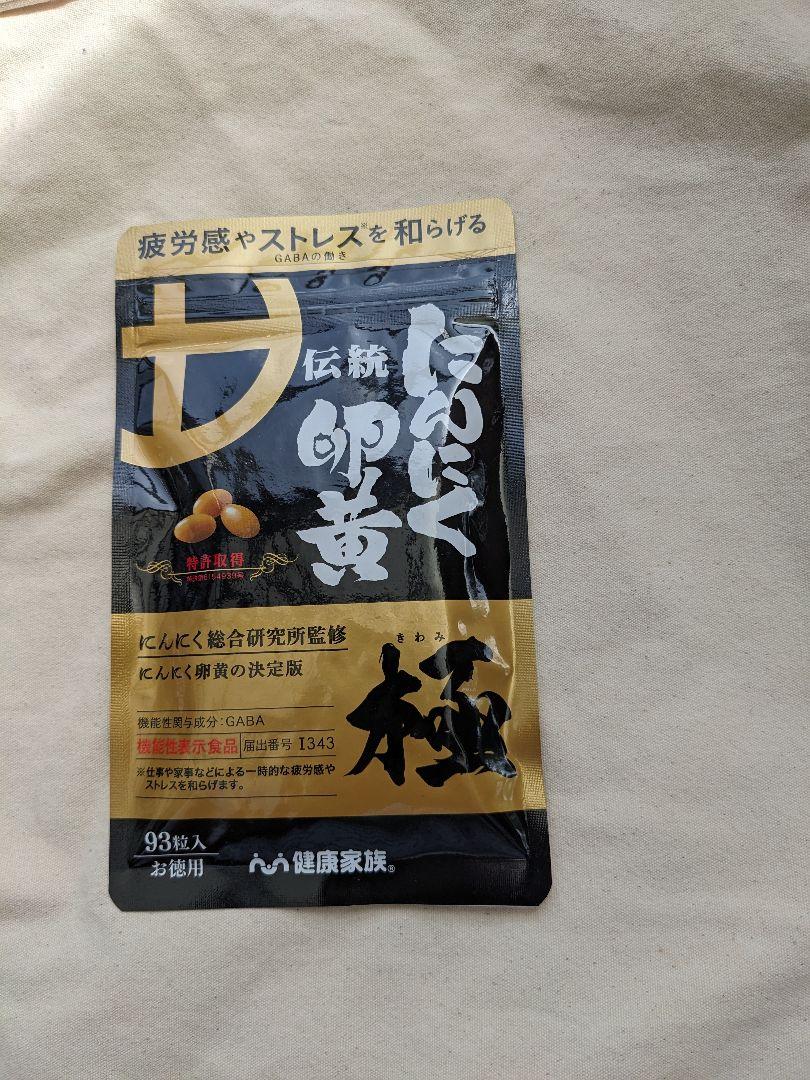 疲労感やストレス※を和らげる
GABAの働き
伝統
にんにく
卵黄
特許取得
にんにく総合研究所監修
にんにく卵黄の決定版
きわみ
極
機能性関与成分:GABA
機能性表示食品 届出番号 I343
※仕事や家事などによる一時的な疲労感や
ストレスを和らげます。
93粒入
お徳用
健康家族®